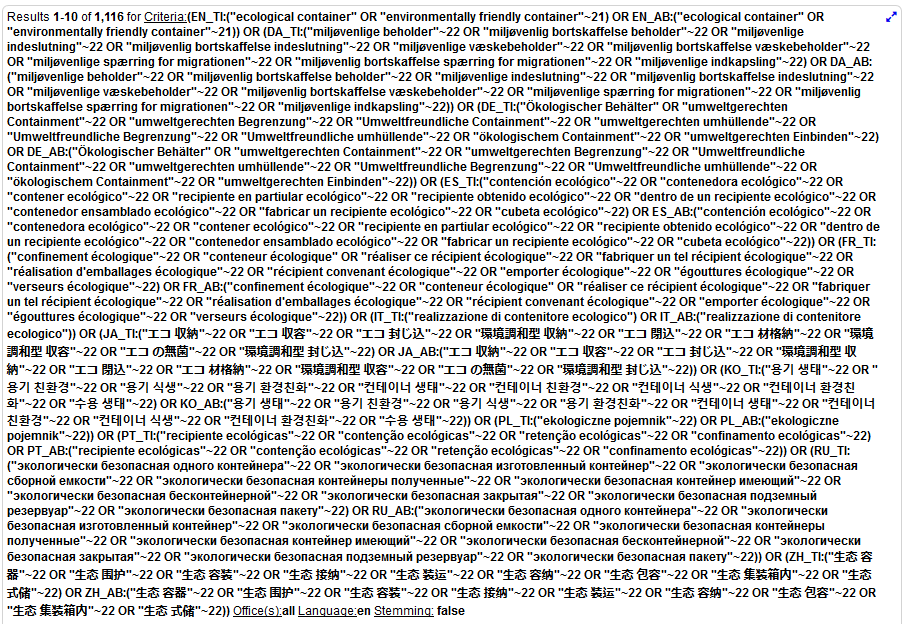 Results 1-10 of 1,116 for Criteria:(EN_TI:("ecological container" OR "environmentally friendly container"~21) OR EN_AB:("ecological container" OR
"environmentally friendly container"~21)) OR (DA_TI:("miljøvenlige beholder"~22 OR "miljøvenlig bortskaffelse beholder"~22 OR "miljøvenlige
indeslutning"~22 OR "miljøvenlig bortskaffelse indeslutning"~22 OR "miljøvenlige væskebeholder"~22 OR "miljøvenlig bortskaffelse væskebeholder"~22
OR "miljøvenlige spærring for migrationen"~22 OR "miljøvenlig bortskaffelse spærring for migrationen"~22 OR "miljøvenlige indkapsling"~22) OR DA_AB:
("miljøvenlige beholder"~22 OR "miljøvenlig bortskaffelse beholder"~22 OR "miljøvenlige indeslutning"~22 OR "miljøvenlig bortskaffelse indeslutning"~22
OR "miljøvenlige væskebeholder"~22 OR "miljøvenlig bortskaffelse væskebeholder"~22 OR "miljøvenlige spærring for migrationen"~22 OR "miljøvenlig
bortskaffelse spærring for migrationen"~22 OR "miljøvenlige indkapsling"~22)) OR (DE_TI:("Ökologischer Behälter" OR "umweltgerechten
Containment"~22 OR "umweltgerechten Begrenzung"~22 OR "Umweltfreundliche Containment"~22 OR "umweltgerechten umhüllende"~22 OR
"Umweltfreundliche Begrenzung"~22 OR "Umweltfreundliche umhüllende"~22 OR "ökologischem Containment"~22 OR "umweltgerechten Einbinden"~22)
OR DE_AB:("Ökologischer Behälter" OR "umweltgerechten Containment"~22 OR "umweltgerechten Begrenzung"~22 OR "Umweltfreundliche
Containment"~22 OR "umweltgerechten umhüllende"~22 OR "Umweltfreundliche Begrenzung"~22 OR "Umweltfreundliche umhüllende"~22 OR
"ökologischem Containment"~22 OR "umweltgerechten Einbinden"~22)) OR (ES_TI:("contención ecológico"~22 OR "contenedora ecológico"~22 OR
"contener ecológico"~22 OR "recipiente en partiular ecológico"~22 OR "recipiente obtenido ecológico"~22 OR "dentro de un recipiente ecológico"~22 OR
"contenedor ensamblado ecológico"~22 OR "fabricar un recipiente ecológico"~22 OR "cubeta ecológico"~22) OR ES_AB:("contención ecológico"~22 OR
"contenedora ecológico"~22 OR "contener ecológico"~22 OR "recipiente en partiular ecológico"~22 OR "recipiente obtenido ecológico"~22 OR "dentro de
un recipiente ecológico"~22 OR "contenedor ensamblado ecológico"~22 OR "fabricar un recipiente ecológico"~22 OR "cubeta ecológico"~22)) OR (FR_TI:
("confinement écologique"~22 OR "conteneur écologique" OR "réaliser ce récipient écologique"~22 OR "fabriquer un tel récipient écologique"~22 OR
"réalisation d'emballages écologique"~22 OR "récipient convenant écologique"~22 OR "emporter écologique"~22 OR "égouttures écologique"~22 OR
"verseurs écologique"~22) OR FR_AB:("confinement écologique"~22 OR "conteneur écologique" OR "réaliser ce récipient écologique"~22 OR "fabriquer
un tel récipient écologique"~22 OR "réalisation d'emballages écologique"~22 OR "récipient convenant écologique"~22 OR "emporter écologique"~22 OR
"égouttures écologique"~22 OR "verseurs écologique"~22)) OR (IT_TI:("realizzazione di contenitore ecologico") OR IT_AB:("realizzazione di contenitore
ecologico")) OR (JA_TI:("エコ 収納"~22 OR "エコ 収容"~22 OR "エコ 封じ込"~22 OR "環境調和型 収納"~22 OR "エコ 閉込"~22 OR "エコ 材格納"~22 OR "環境
調和型 収容"~22 OR "エコ の無菌"~22 OR "環境調和型 封じ込"~22) OR JA_AB:("エコ 収納"~22 OR "エコ 収容"~22 OR "エコ 封じ込"~22 OR "環境調和型 収
納"~22 OR "エコ 閉込"~22 OR "エコ 材格納"~22 OR "環境調和型 収容"~22 OR "エコ の無菌"~22 OR "環境調和型 封じ込"~22)) OR (KO_TI:("용기 생태"~22 OR "
용기 친환경"~22 OR "용기 식생"~22 OR "용기 환경친화"~22 OR "컨테이너 생태"~22 OR "컨테이너 친환경"~22 OR "컨테이너 식생"~22 OR "컨테이너 환경친
화"~22 OR "수용 생태"~22) OR KO_AB:("용기 생태"~22 OR "용기 친환경"~22 OR "용기 식생"~22 OR "용기 환경친화"~22 OR "컨테이너 생태"~22 OR "컨테이너
친환경"~22 OR "컨테이너 식생"~22 OR "컨테이너 환경친화"~22 OR "수용 생태"~22)) OR (PL_TI:("ekologiczne pojemnik"~22) OR PL_AB:("ekologiczne
pojemnik"~22)) OR (PT_TI:("recipiente ecológicas"~22 OR "contenção ecológicas"~22 OR "retenção ecológicas"~22 OR "confinamento ecológicas"~22)
OR PT_AB:("recipiente ecológicas"~22 OR "contenção ecológicas"~22 OR "retenção ecológicas"~22 OR "confinamento ecológicas"~22)) OR (RU_TI:
("экологически безопасная одного контейнера"~22 OR "экологически безопасная изготовленный контейнер"~22 OR "экологически безопасная
сборной емкости"~22 OR "экологически безопасная контейнеры полученные"~22 OR "экологически безопасная контейнер имеющий"~22 OR
"экологически безопасная бесконтейнерной"~22 OR "экологически безопасная закрытая"~22 OR "экологически безопасная подземный
резервуар"~22 OR "экологически безопасная пакету"~22) OR RU_AB:("экологически безопасная одного контейнера"~22 OR "экологически
безопасная изготовленный контейнер"~22 OR "экологически безопасная сборной емкости"~22 OR "экологически безопасная контейнеры
полученные"~22 OR "экологически безопасная контейнер имеющий"~22 OR "экологически безопасная бесконтейнерной"~22 OR "экологически
безопасная закрытая"~22 OR "экологически безопасная подземный резервуар"~22 OR "экологически безопасная пакету"~22)) OR (ZH_TI:("生态 容
器"~22 OR "生态 围护"~22 OR "生态 容装"~22 OR "生态 接纳"~22 OR "生态 装运"~22 OR "生态 容纳"~22 OR "生态 包容"~22 OR "生态 集装箱内"~22 OR "生态
式储"~22) OR ZH_AB:("生态 容器"~22 OR "生态 围护"~22 OR "生态 容装"~22 OR "生态 接纳"~22 OR "生态 装运"~22 OR "生态 容纳"~22 OR "生态 包容"~22 OR
"生态 集装箱内"~22 OR "生态 式储"~22)) Office(s):all Language:en Stemming: false